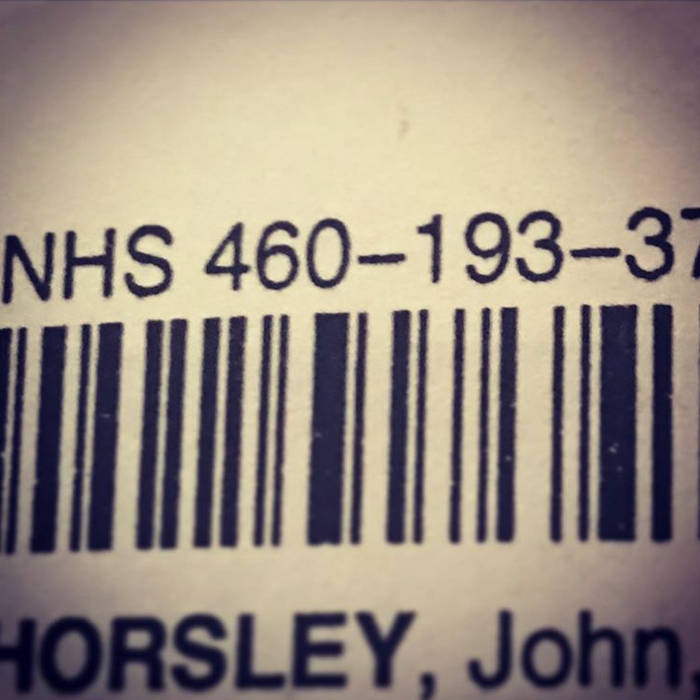 NHS 460-193-37
HORSLEY, John.